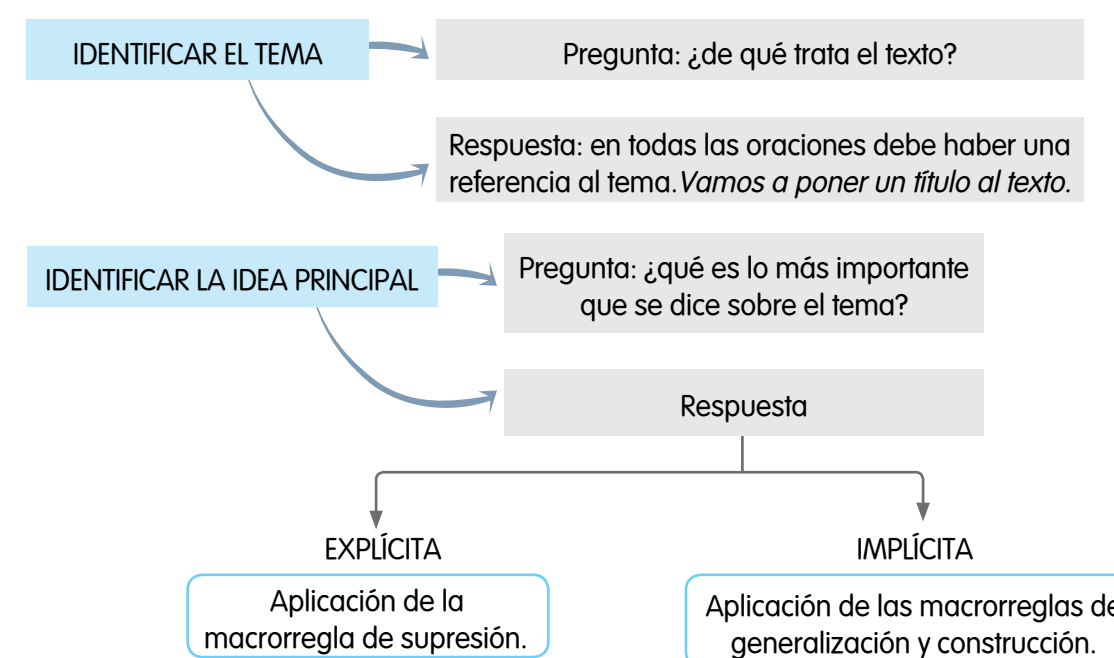 IDENTIFICAR EL TEMA
Pregunta: ¿de qué trata el texto?
Respuesta: en todas las oraciones debe haber una
referencia al tema.Vamos a poner un título al texto.
IDENTIFICAR LA IDEA PRINCIPAL
Pregunta: ¿qué es lo más importante
que se dice sobre el tema?
Respuesta
EXPLÍCITA
IMPLÍCITA
Aplicación de la
macrorregla de supresión.
Aplicación de las macrorreglas de
generalización y construcción.